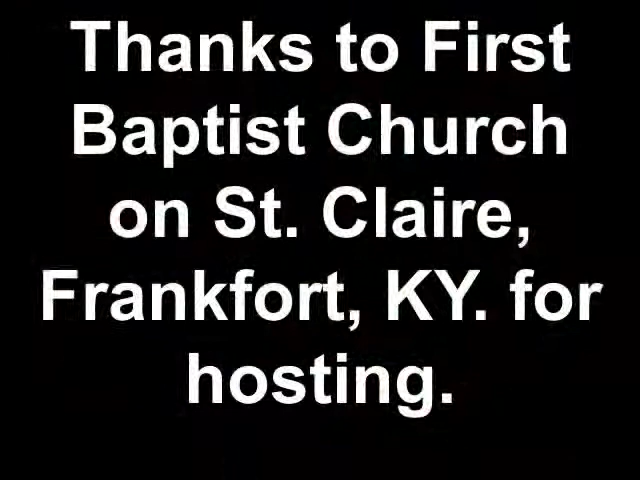 Thanks to First
Baptist Church
on St. Claire,
Frankfort, KY. for
hosting.